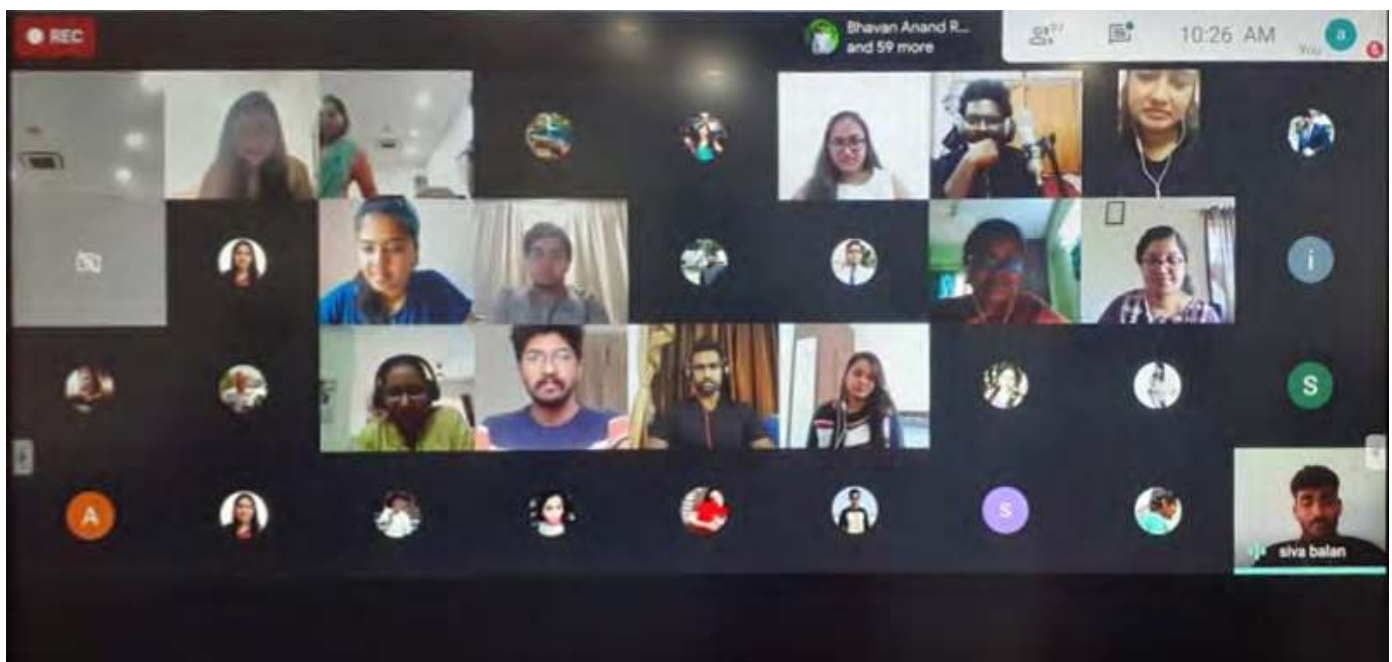 REC
Bhavan Anand R...
and 59 more
10:26 AM
You
a
i
S
A
s
siva balan